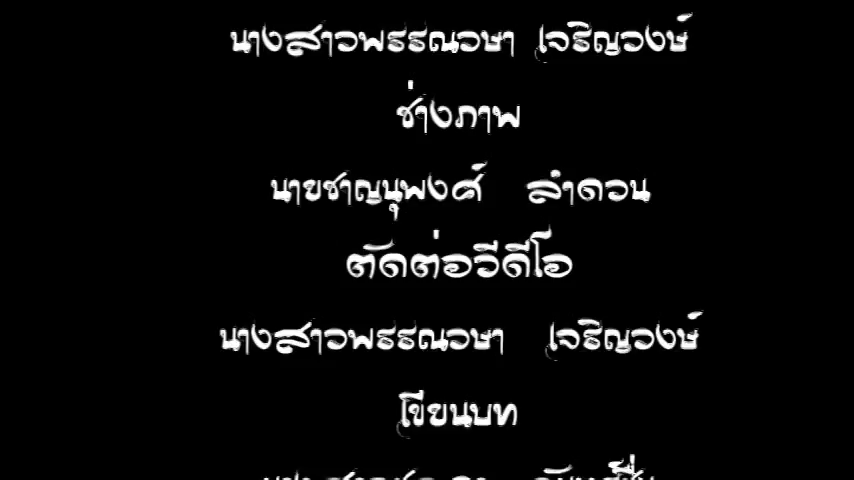 นางสาวพรรณวษา เจริญวงษ์
ช่างภาพ
นายชาญนุพงศ์ ลำดวน
ตัดต่อวีดีโอ
นางสาวพรรณวษา เจริญวงษ์
เขียนบท